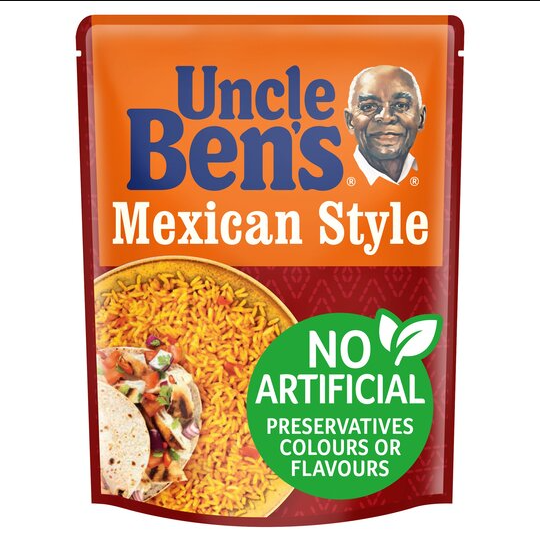 Uncle
Ben's
® ®
Mexican Style
NO
ARTIFICIAL
PRESERVATIVES
COLOURS OR
FLAVOURS